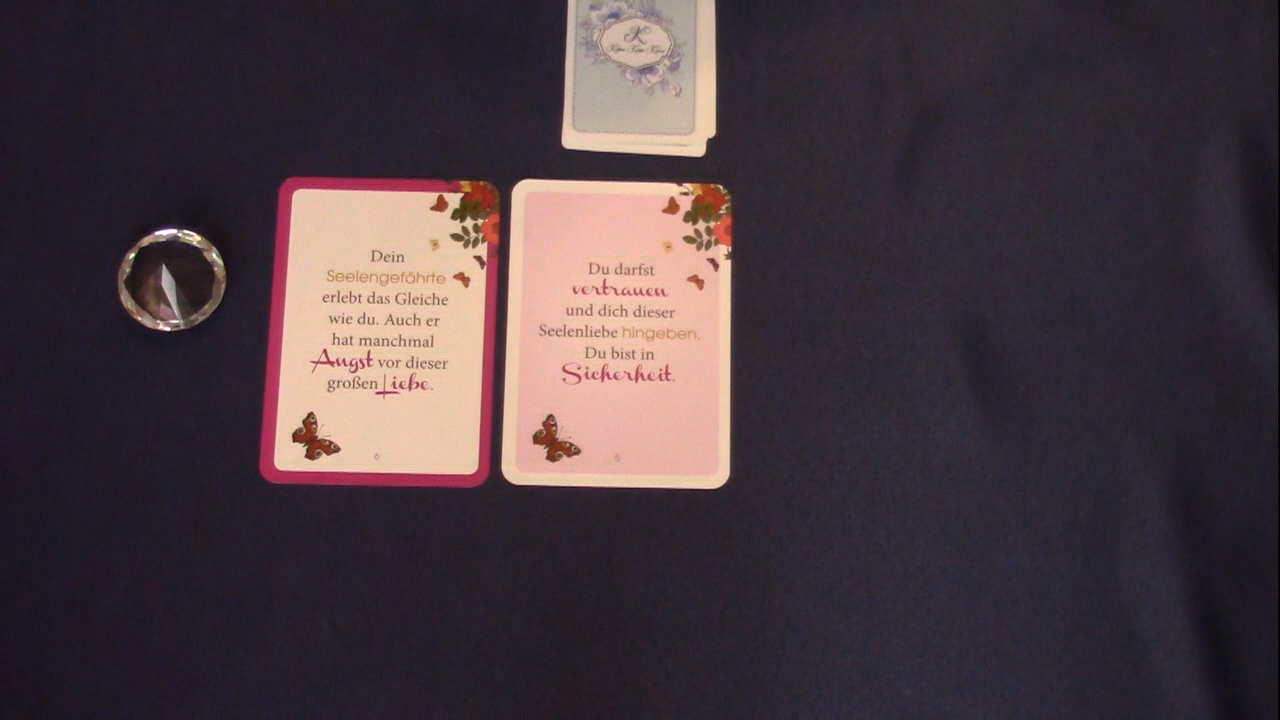 K
Dein
Seelengefährte
erlebt das Gleiche
wie du. Auch er
hat manchmal
Angst vor dieser
großen Liebe.
6
Du darfst
vertrauen
und dich dieser
Seelenliebe hingeben.
Du bist in
Sicherheit.